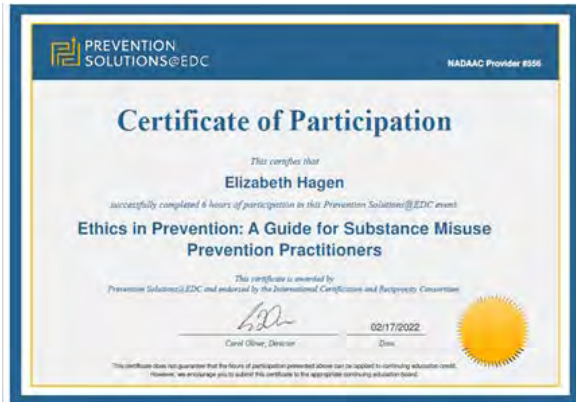 PREVENTION
SOLUTIONS@EDC
NADAAC Provider #556
Certificate of Participation
This certifies that
Elizabeth Hagen
successfully completed 6 hours of participation in this Prevention Solutions@EDC event:
Ethics in Prevention: A Guide for Substance Misuse
Prevention Practitioners
This certificate is awarded by
Prevention Solutions@EDC and endorsed by the International Certification and Reciprocity Consortium
02/17/2022
Carol Oliver, Director
Date
This certificate does not guarantee that the hours of participation presented above can be applied to continuing education credit.
However, we encourage you to submit this certificate to the appropriate continuing education board.